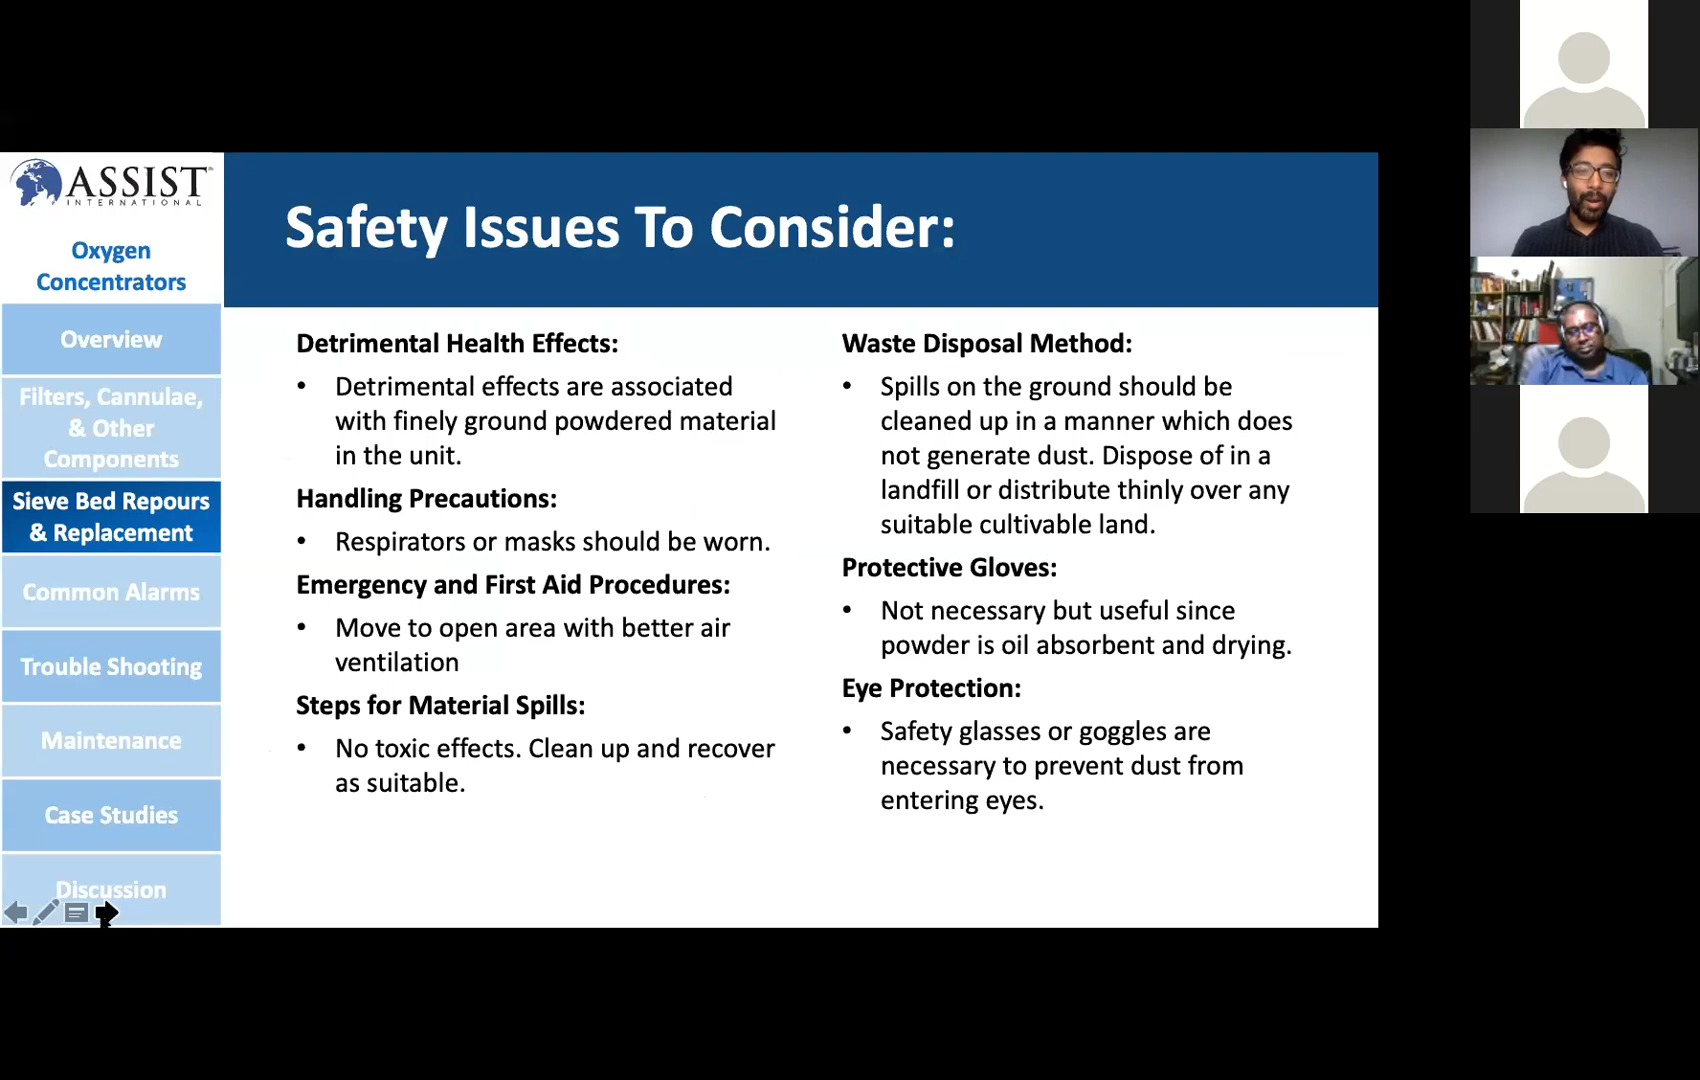 ASSIST
INTERNATIONAL
Oxygen
Concentrators
Overview
Filters, Cannulae,
& Other
Components
Sieve Bed Repours
& Replacement
Common Alarms
Trouble Shooting
Maintenance
Case Studies
Discussion
Safety Issues To Consider:
Detrimental Health Effects:
• Detrimental effects are associated
with finely ground powdered material
in the unit.
Handling Precautions:
• Respirators or masks should be worn.
Emergency and First Aid Procedures:
• Move to open area with better air
ventilation
Steps for Material Spills:
• No toxic effects. Clean up and recover
as suitable.
Waste Disposal Method:
• Spills on the ground should be
cleaned up in a manner which does
not generate dust. Dispose of in a
landfill or distribute thinly over any
suitable cultivable land.
Protective Gloves:
• Not necessary but useful since
powder is oil absorbent and drying.
Eye Protection:
• Safety glasses or goggles are
necessary to prevent dust from
entering eyes.